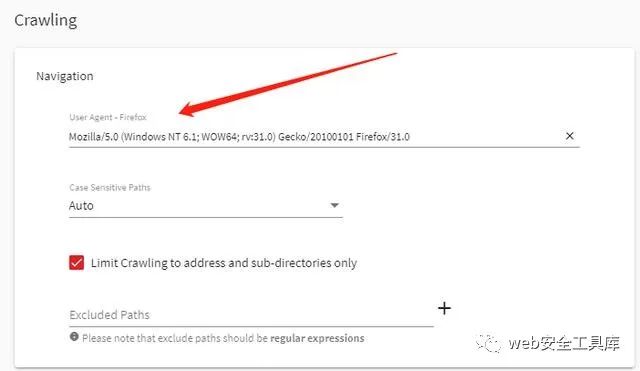 Crawling
Navigation
User Agent - Firefox
Mozilla/5.0 (Windows NT 6.1; WOW64; rv:31.0) Gecko/20100101 Firefox/31.0
Case Sensitive Paths
Auto
Limit Crawling to address and sub-directories only
Excluded Paths
Please note that exclude paths should be regular expressions
web安全工具库